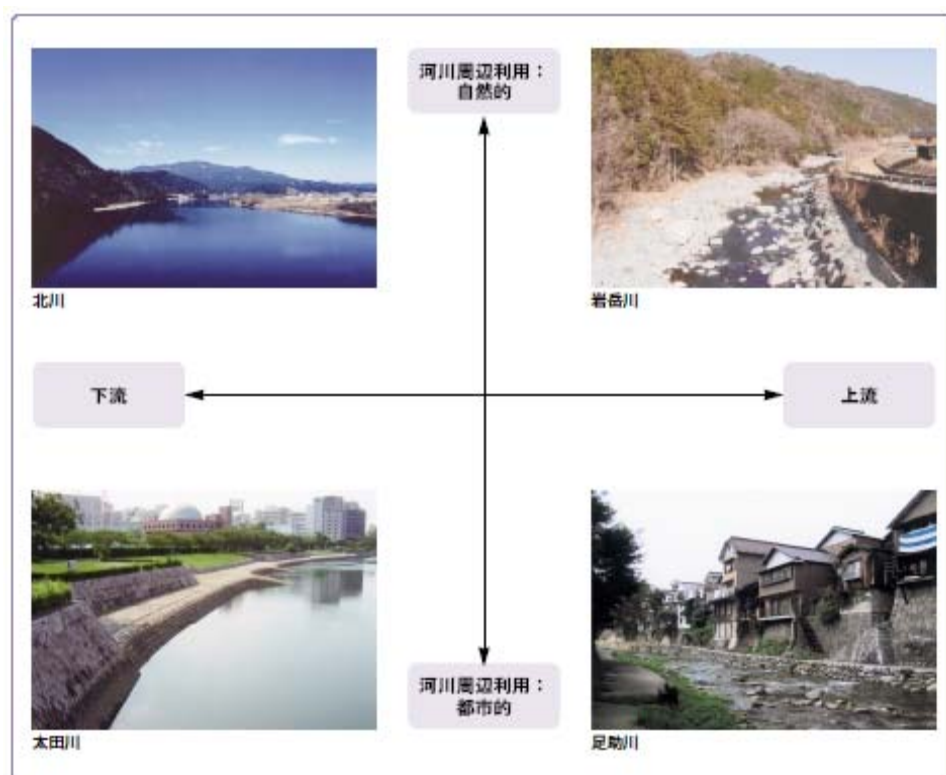 河川周辺利用：
自然的
北川
岩岳川
下流
上流
河川周辺利用：
都市的
太田川
足助川